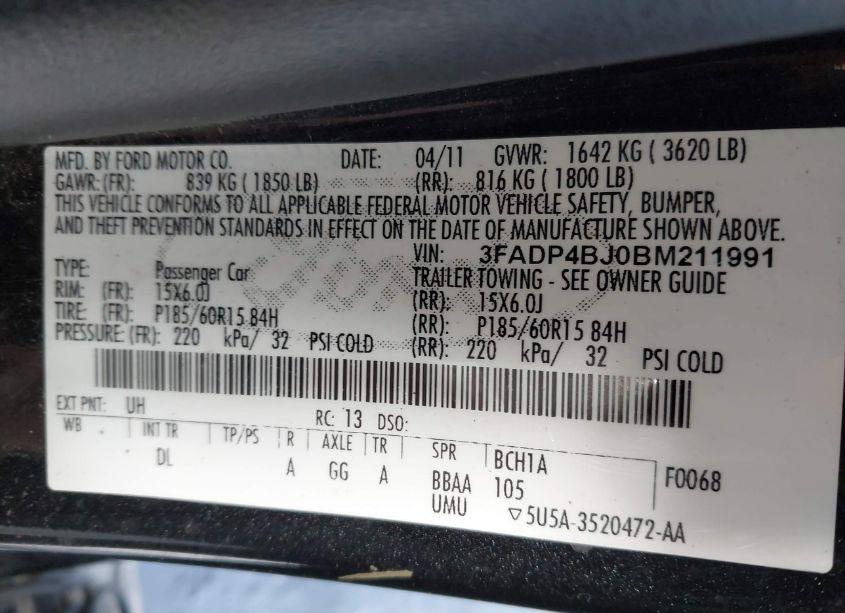 MFD. BY FORD MOTOR CO. DATE: 04/11 GVWR: 1642 KG ( 3620 LB)
GAWR: (FR): 839 KG ( 1850 LB) (RR): 816 KG ( 1800 LB)
THIS VEHICLE CONFORMS TO ALL APPLICABLE FEDERAL MOTOR VEHICLE SAFETY, BUMPER,
AND THEFT PREVENTION STANDARDS IN EFFECT ON THE DATE OF MANUFACTURE SHOWN ABOVE.
VIN: 3FADP4BJ0BM211991
TYPE: Passenger Car TRAILER TOWING - SEE OWNER GUIDE
RIM: (FR): 15X6.0J (RR): 15X6.0J
TIRE: (FR): P185/60R15 84H (RR): P185/60R15 84H
PRESSURE: (FR): 220 kPa/ 32 PSI COLD (RR): 220 kPa/ 32 PSI COLD
EXT PNT: UH RC: 13 DSO:
WB INT TR TP/PS R AXLE TR SPR BCH1A F0068
DL A GG A BBAA 105
UMU ▽5U5A-3520472-AA